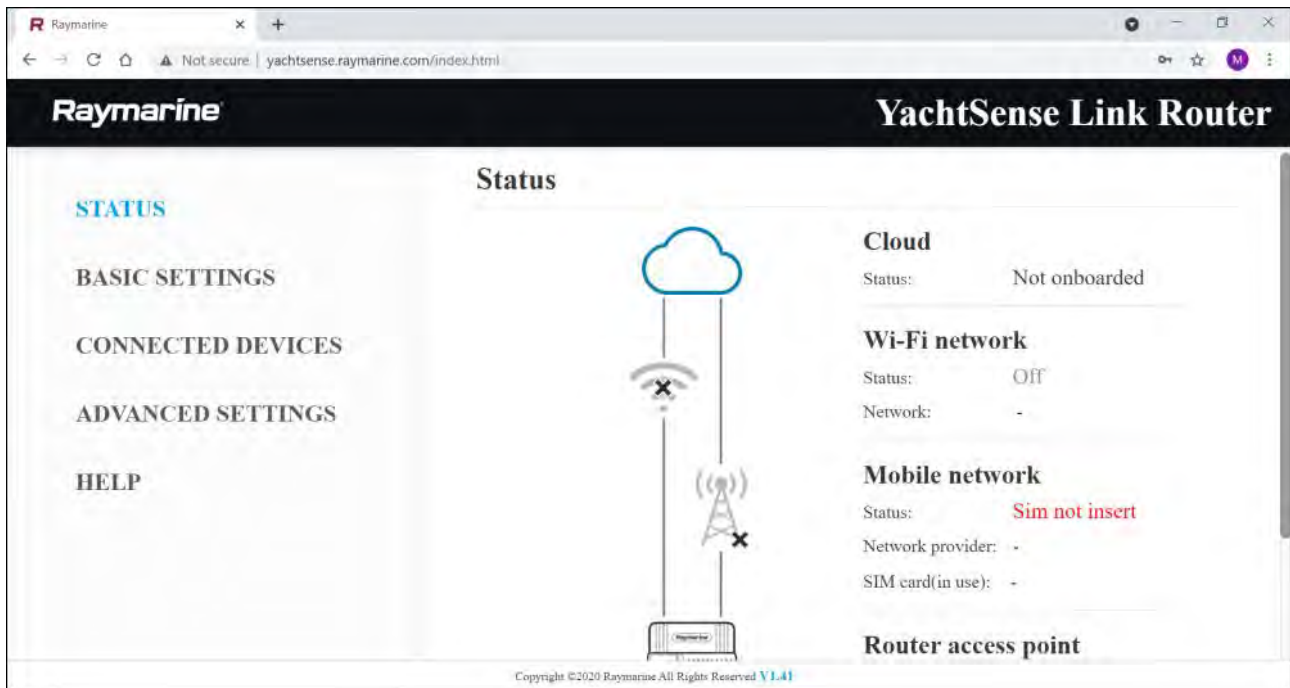 Raymarine
Not secure | yachtsense.raymarine.com/index.html
M
Raymarine
YachtSense Link Router
STATUS
BASIC SETTINGS
CONNECTED DEVICES
ADVANCED SETTINGS
HELP
Status
Cloud
Status: Not onboarded
Wi-Fi network
Status: Off
Network: -
Mobile network
Status: Sim not insert
Network provider: -
SIM card(in use): -
Raymarine
Router access point
Copyright ©2020 Raymarine All Rights Reserved V1.41